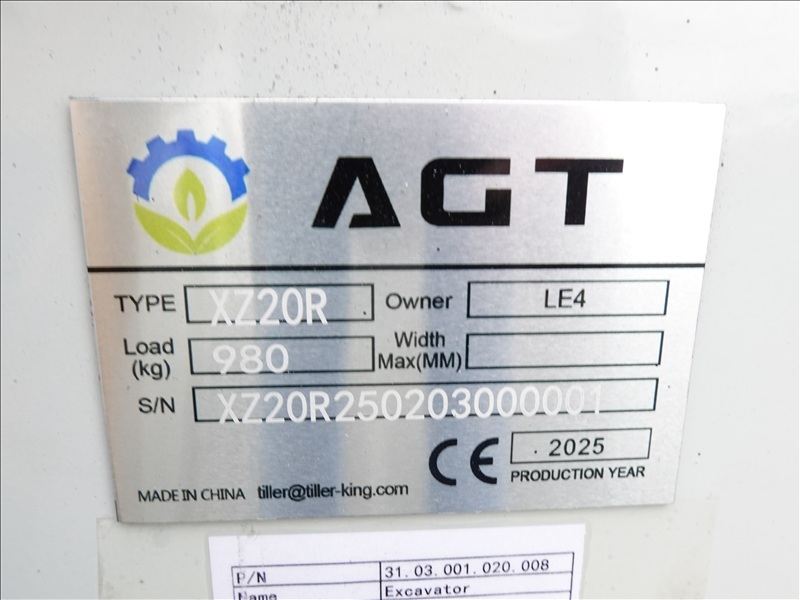 AGT
TYPE XZ20R Owner LE4
Load (kg) 980 Width Max(MM)
S/N XZ20R250203000001
CE 2025
PRODUCTION YEAR
MADE IN CHINA tiller@tiller-king.com
P/N 31.03.001.020.008
Name Excavator